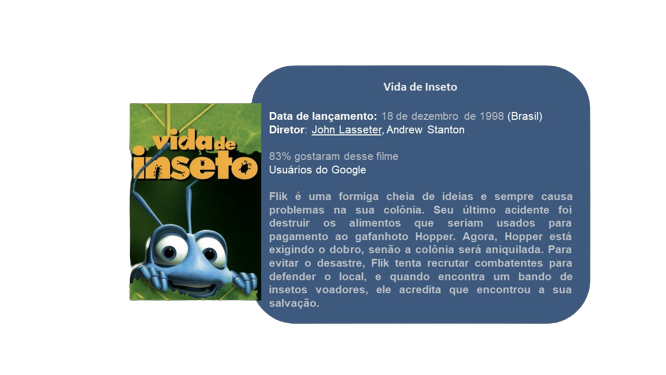 vida de
inseto
Vida de Inseto
Data de lançamento: 18 de dezembro de 1998 (Brasil)
Diretor: John Lasseter, Andrew Stanton
83% gostaram desse filme
Usuários do Google
Flik é uma formiga cheia de ideias e sempre causa
problemas na sua colônia. Seu último acidente foi
destruir os alimentos que seriam usados para
pagamento ao gafanhoto Hopper. Agora, Hopper está
exigindo o dobro, senão a colônia será aniquilada. Para
evitar o desastre, Flik tenta recrutar combatentes para
defender o local, e quando encontra um bando de
insetos voadores, ele acredita que encontrou a sua
salvação.